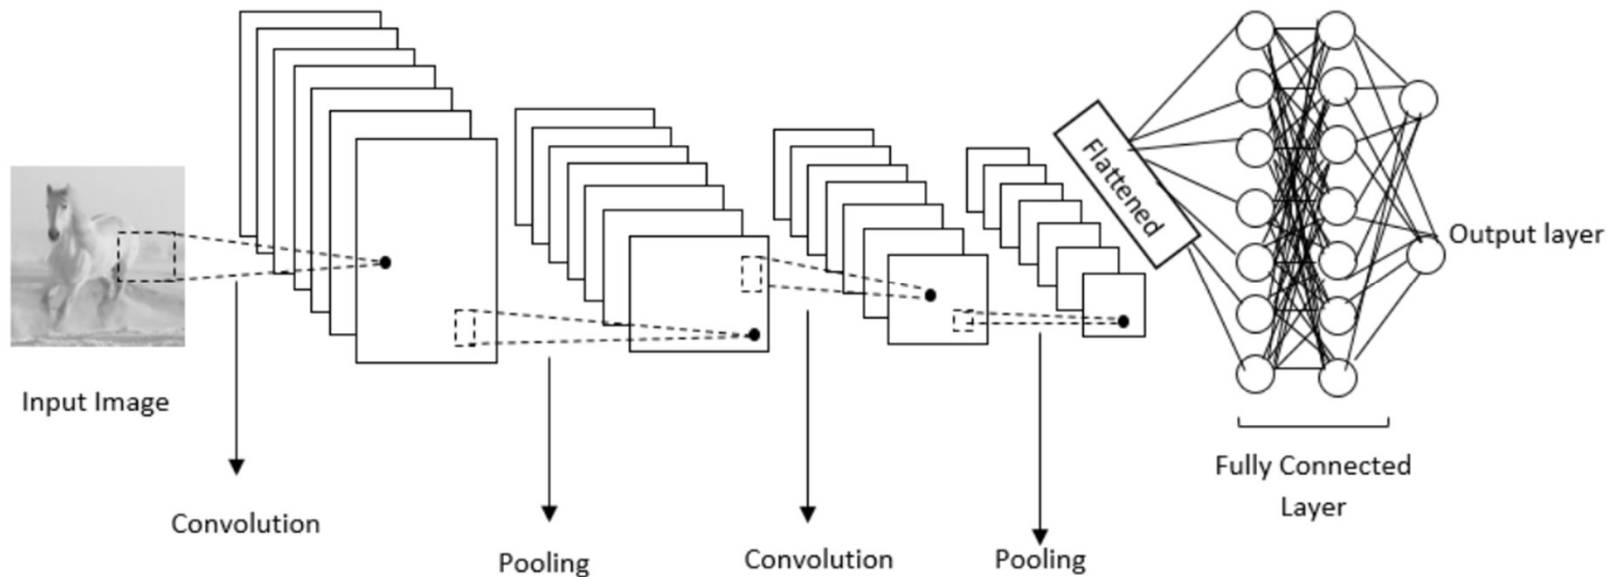 Input Image
Convolution
Pooling
Convolution
Pooling
Flattened
Fully Connected
Layer
Output layer